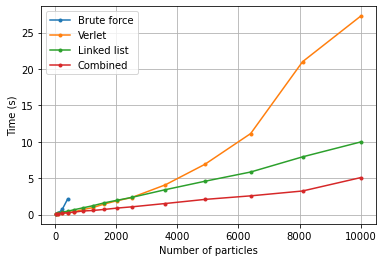 Brute force
Verlet
Linked list
Combined
25
20
15
10
5
0
Time (s)
0
2000
4000
6000
8000
10000
Number of particles